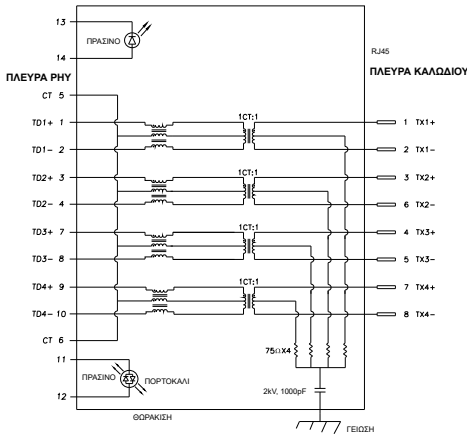 13
ΠΡΑΣΙΝΟ
14
RJ45
ΠΛΕΥΡΑ PHY
ΠΛΕΥΡΑ ΚΑΛΩΔΙΟΥ
CT 5
1CT:1
TD1+ 1
1 TX1+
TD1- 2
2 TX1-
1CT:1
TD2+ 3
3 TX2+
TD2- 4
6 TX2-
1CT:1
TD3+ 7
4 TX3+
TD3- 8
5 TX3-
1CT:1
TD4+ 9
7 TX4+
TD4- 10
8 TX4-
CT 6
75Ω X4
11
ΠΡΑΣΙΝΟ ΠΟΡΤΟΚΑΛΙ
2kV, 1000pF
12
ΘΩΡΑΚΙΣΗ
ΓΕΙΩΣΗ